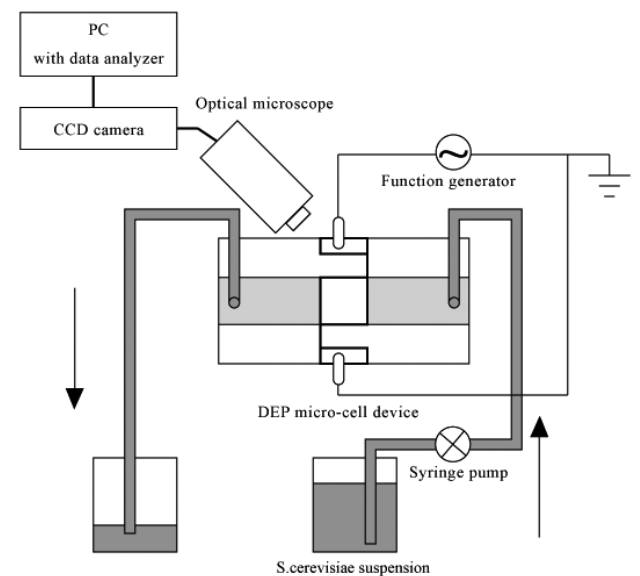 PC
with data analyzer
CCD camera
Optical microscope
Function generator
DEP micro-cell device
Syringe pump
S.cerevisiae suspension